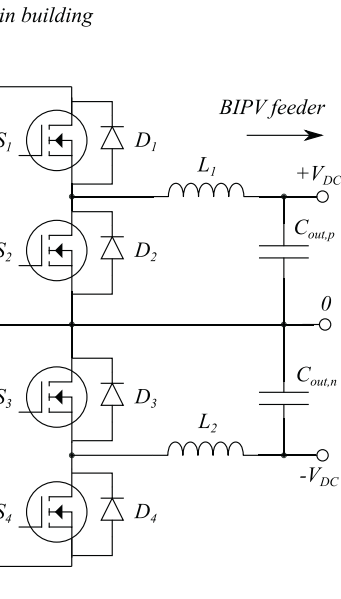 in building
BIPV feeder
S1
D1
L1
+VDC
Cout,p
S2
D2
0
Cout,n
S3
D3
L2
-VDC
S4
D4